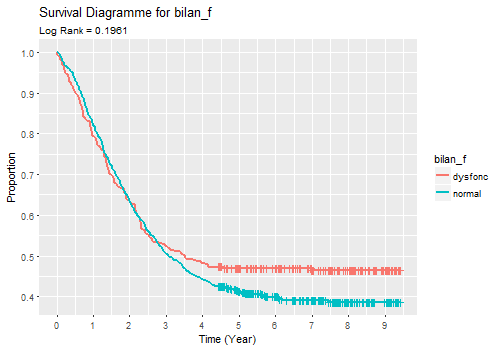 Survival Diagramme for bilan_f
Log Rank = 0.1961
1.0
0.9
0.8
0.7
0.6
0.5
0.4
Proportion
0 1 2 3 4 5 6 7 8 9
Time (Year)
bilan_f
dysfonc
normal